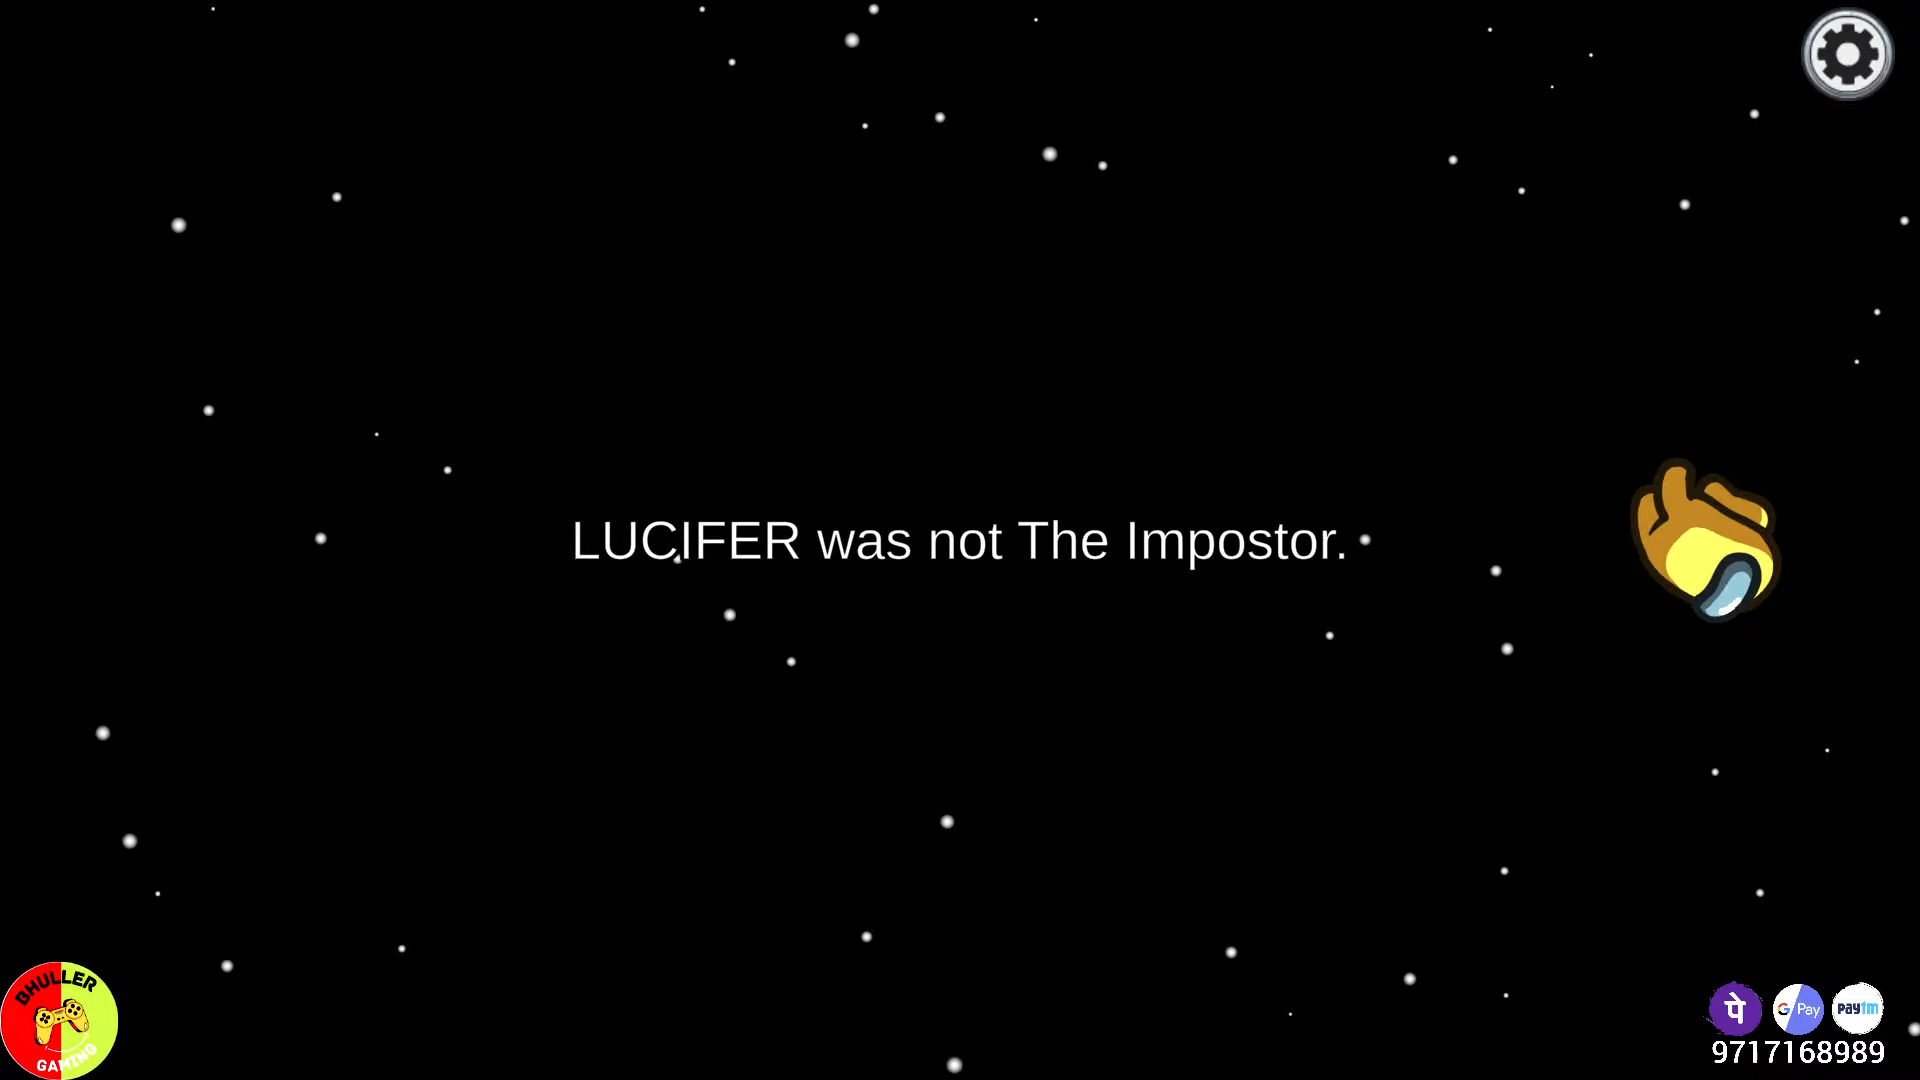 LUCIFER was not The Impostor.
BHULLER
GAMING
पे G Pay Paytm
9717168989